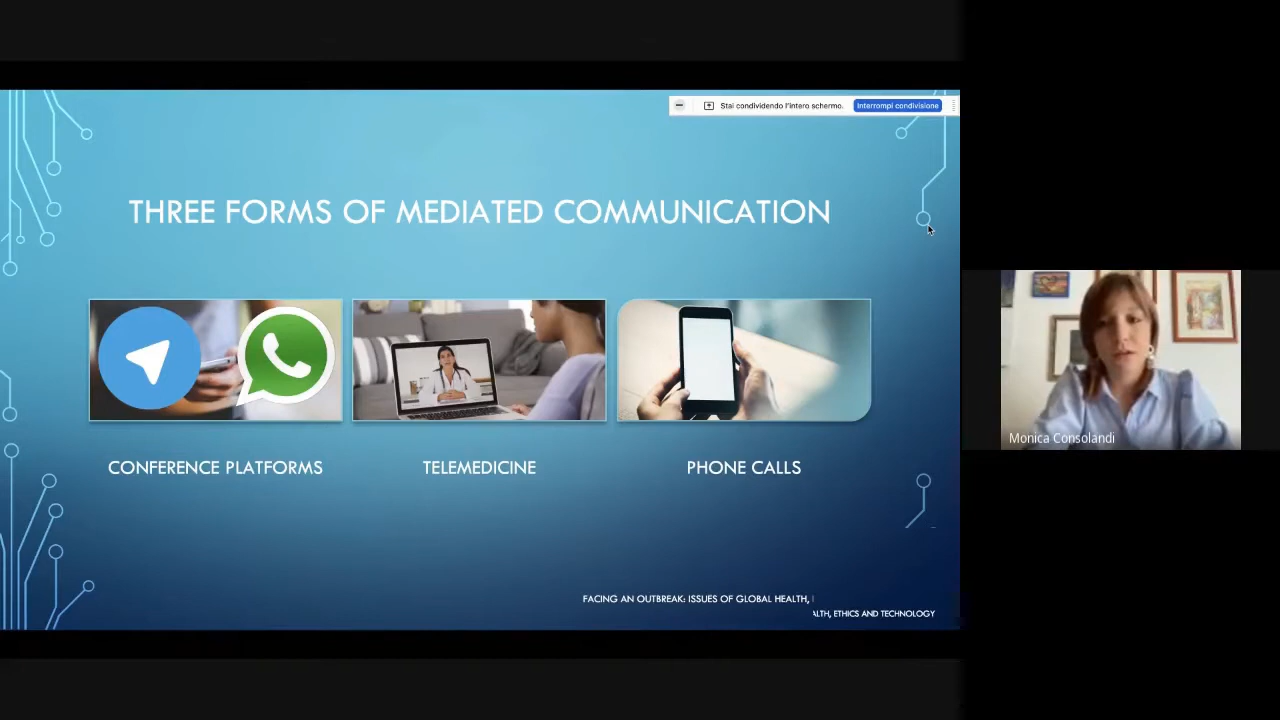 Stai condividendo l'intero schermo. Interrompi condivisione
THREE FORMS OF MEDIATED COMMUNICATION
CONFERENCE PLATFORMS
TELEMEDICINE
PHONE CALLS
Monica Consolandi
FACING AN OUTBREAK: ISSUES OF GLOBAL HEALTH,
ETHICS AND TECHNOLOGY